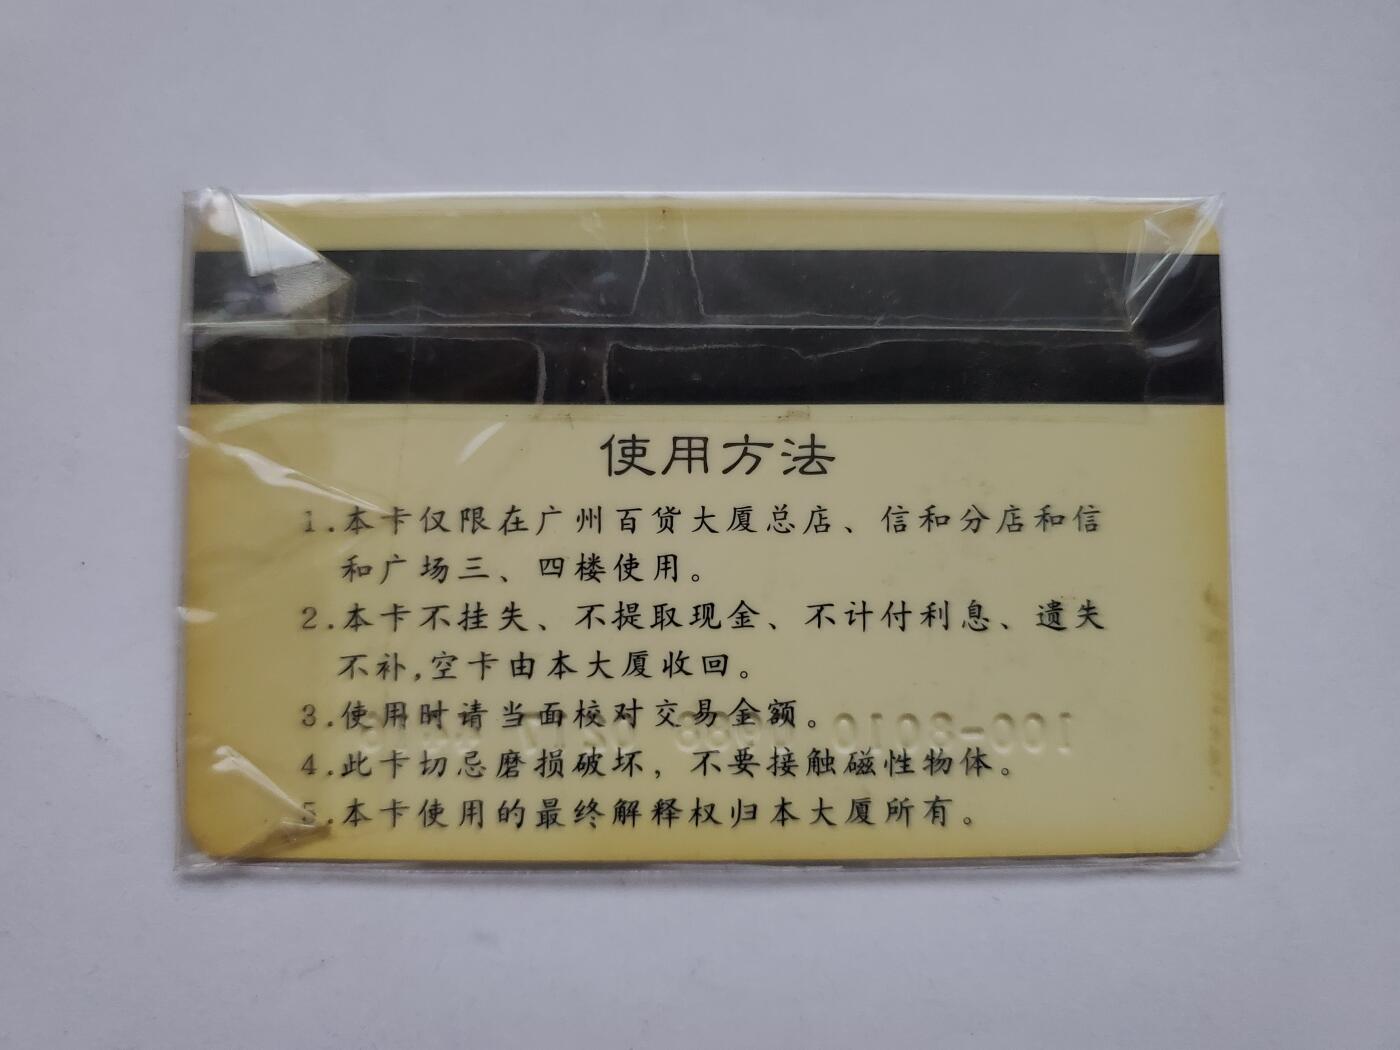 使用方法
1.本卡仅限在广州百货大厦总店、信和分店和信
和广场三、四楼使用。
2.本卡不挂失、不提取现金、不计付利息、遗失
不补,空卡由本大厦收回。
3.使用时请当面校对交易金额。
4.此卡切忌磨损破坏，不要接触磁性物体。
5.本卡使用的最终解释权归本大厦所有。